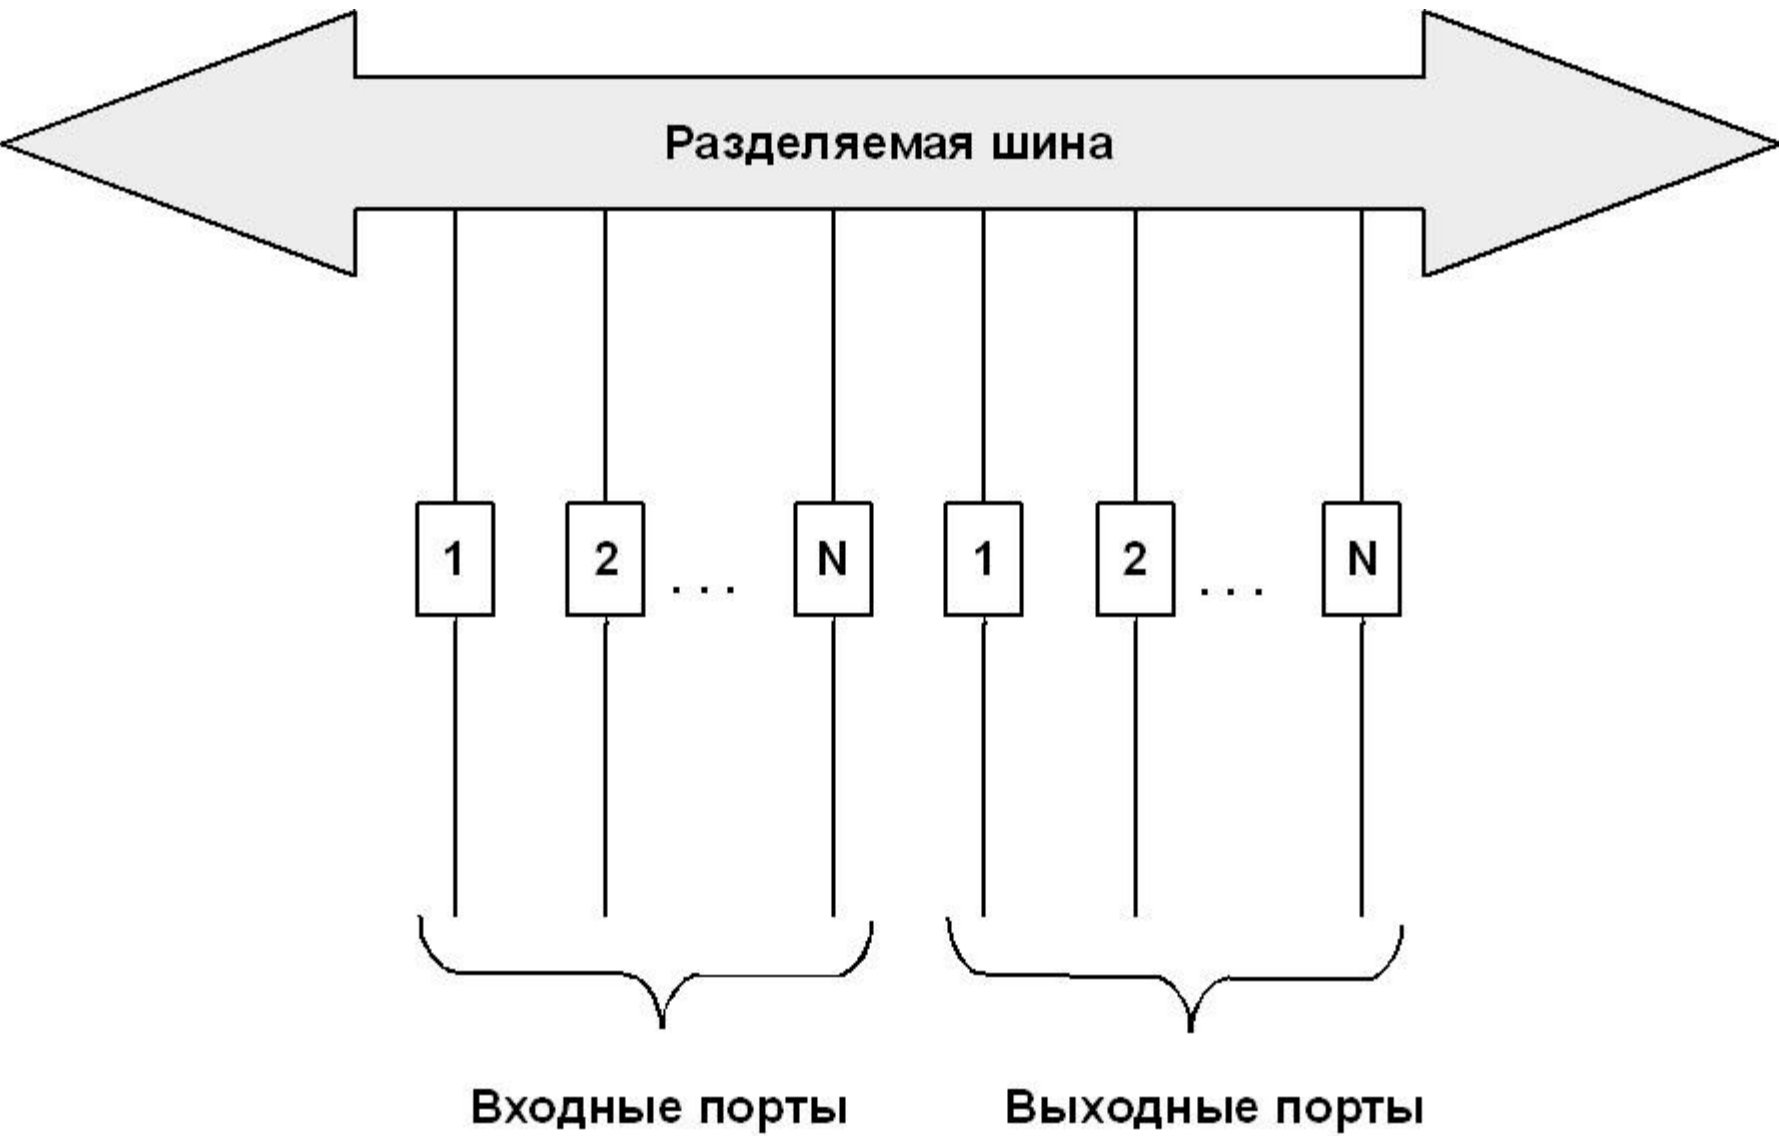 Разделяемая шина
1 2 ... N 1 2 ... N
Входные порты Выходные порты